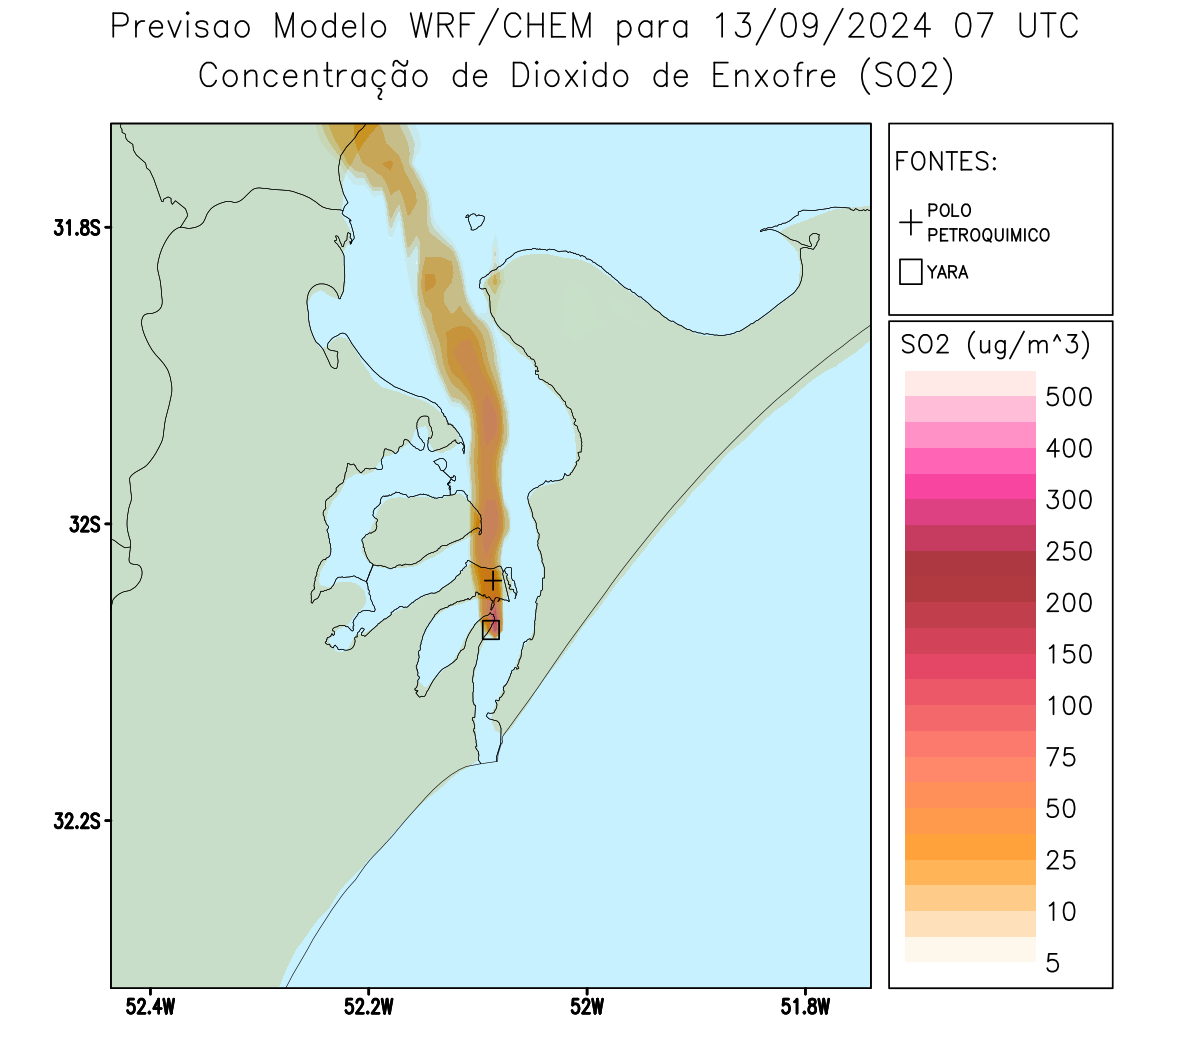 Previsao Modelo WRF/CHEM para 13/09/2024 07 UTC
Concentração de Dioxido de Enxofre (SO2)
FONTES:
POLO
PETROQUIMICO
YARA
SO2 (ug/m^3)
500
400
300
250
200
150
100
75
50
25
10
5
31.8S
32S
32.2S
52.4W
52.2W
52W
51.8W